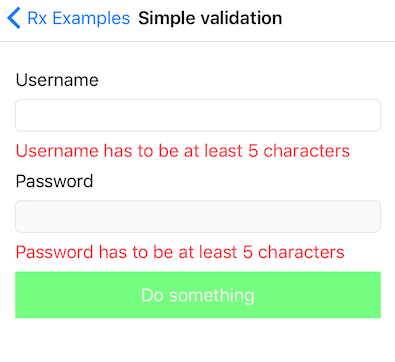 Rx Examples Simple validation
Username
Username has to be at least 5 characters
Password
Password has to be at least 5 characters
Do something